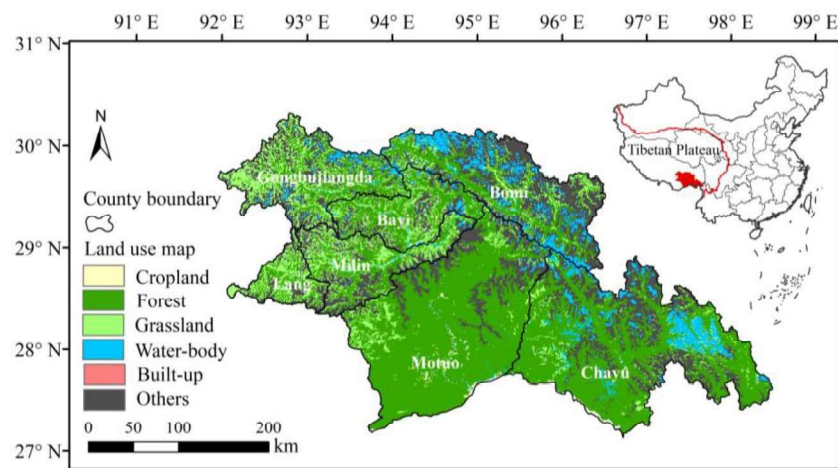 91° E 92° E 93° E 94° E 95° E 96° E 97° E 98° E 99° E
31° N
30° N
29° N
28° N
27° N
N
County boundary
Land use map
Cropland
Forest
Grassland
Water-body
Built-up
Others
0 100 200
km
Gongbujiangda
Bomi
Bayi
Milin
Lang
Motuo
Chayu
Tibetan Plateau